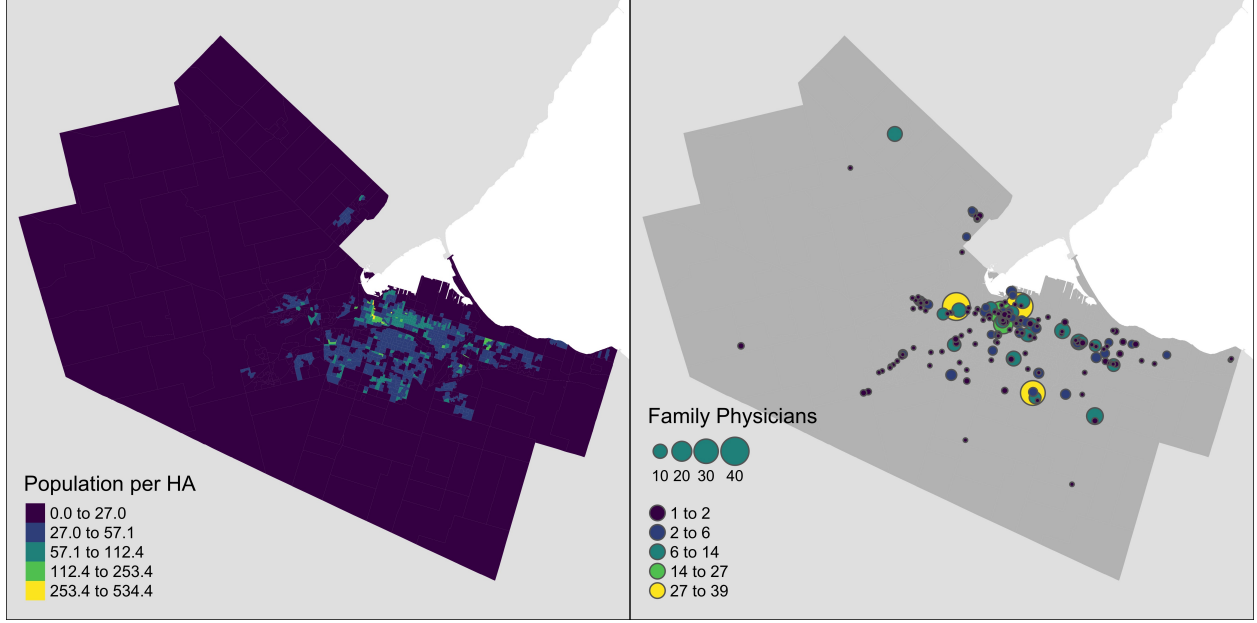 Population per HA
0.0 to 27.0
27.0 to 57.1
57.1 to 112.4
112.4 to 253.4
253.4 to 534.4
Family Physicians
10 20 30 40
1 to 2
2 to 6
6 to 14
14 to 27
27 to 39